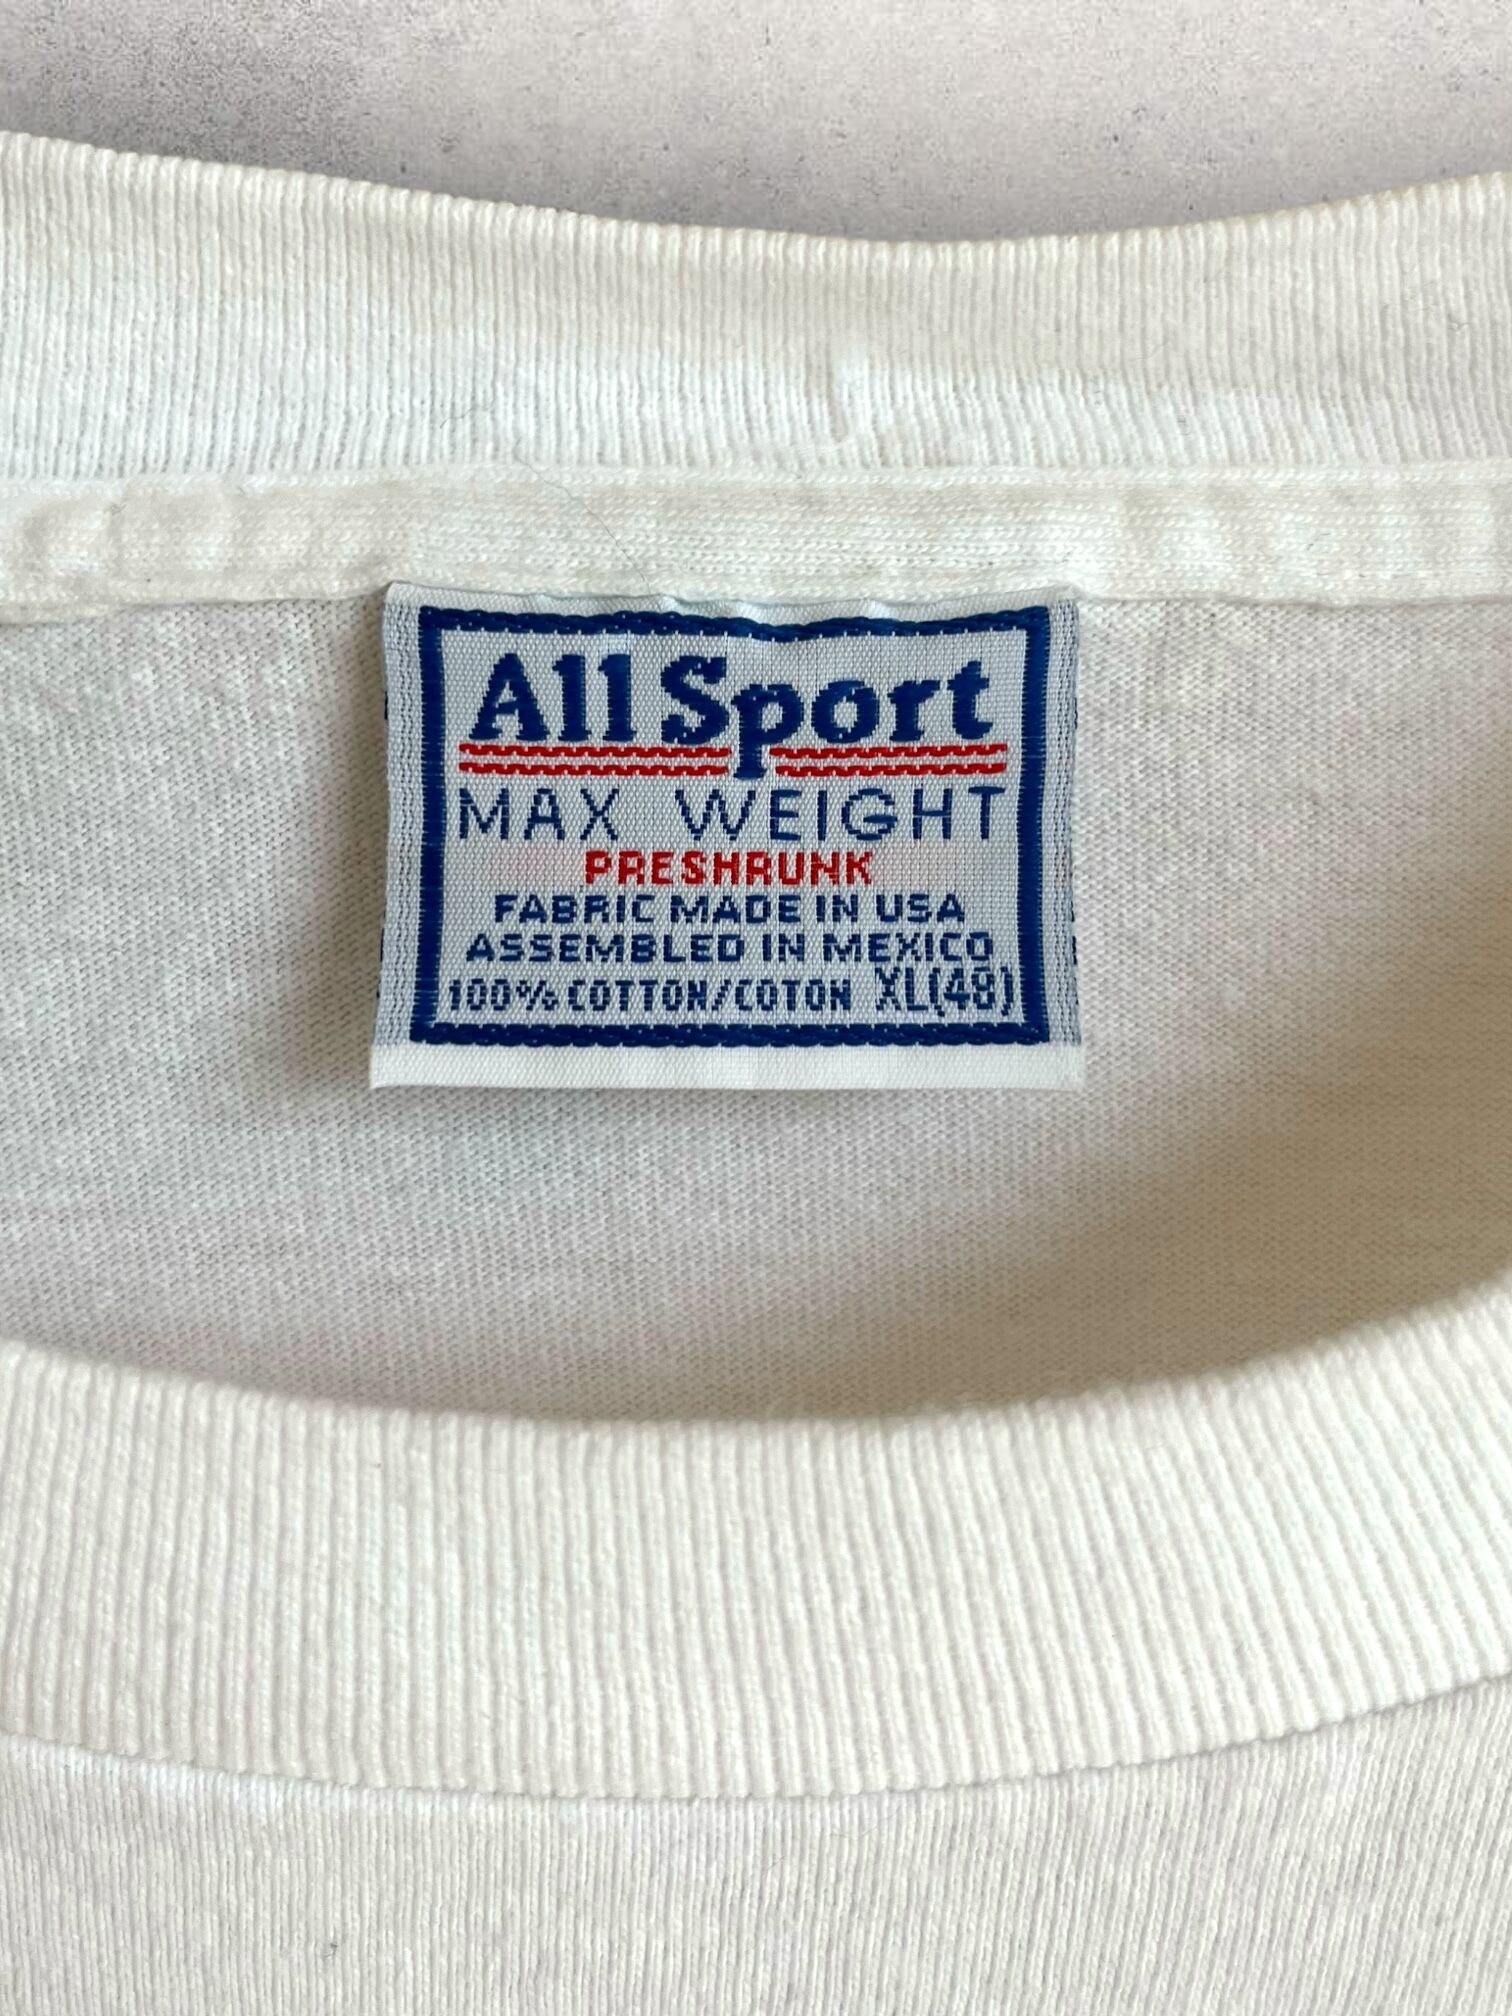 All Sport
MAX WEIGHT
PRESHRUNK
FABRIC MADE IN USA
ASSEMBLED IN MEXICO
100% COTTON/COTON XL(48)